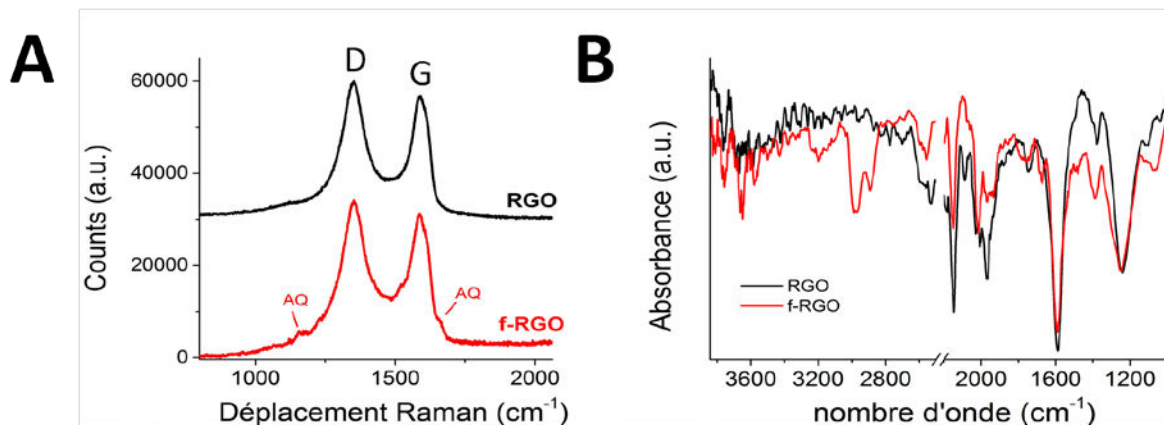 A
Counts (a.u.)
60000
40000
20000
0
D
G
RGO
AQ
AQ
f-RGO
1000
1500
2000
Déplacement Raman (cm⁻¹)
B
Absorbance (a.u.)
RGO
f-RGO
3600
3200
2800
2000
1600
1200
nombre d'onde (cm⁻¹)